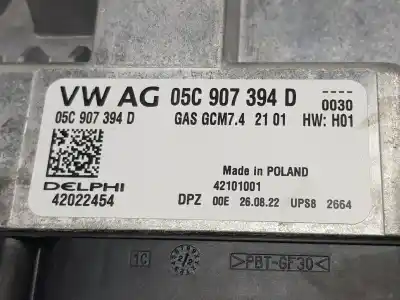 VW AG 05C 907 394 D 0030
05C 907 394 D GAS GCM7.4 21 01 HW: H01
Made in POLAND
DELPHI 42101001
42022454 DPZ 00E 26.08.22 UPS8 2664
1C >PBT-GF30<